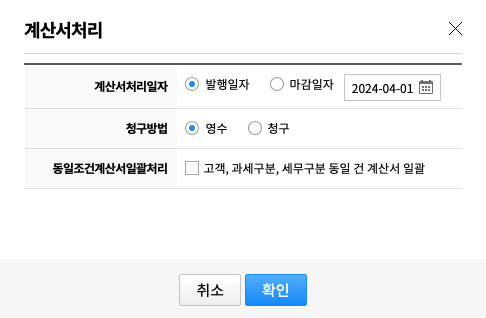 계산서처리
계산서처리일자 발행일자 마감일자 2024-04-01
청구방법 영수 청구
동일조건계산서일괄처리 고객, 과세구분, 세무구분 동일 건 계산서 일괄
취소 확인